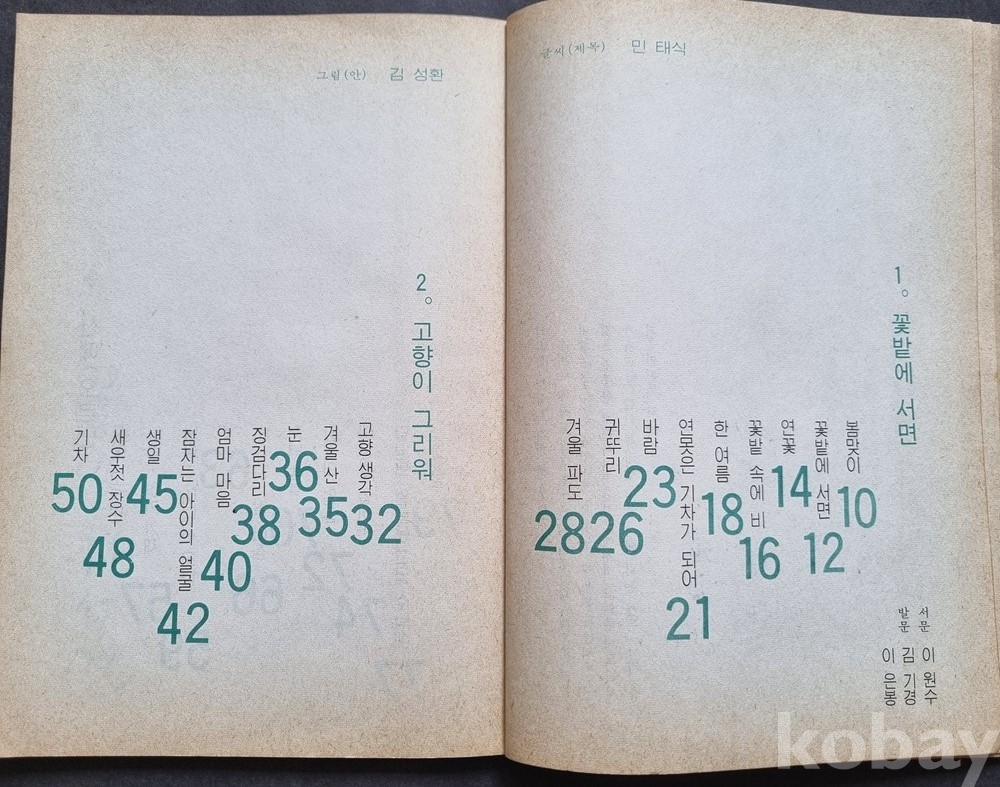 글씨(제목) 민 태식
1。꽃밭에 서면
봄맞이 10
꽃밭에 서면 12
연꽃 14
꽃밭 속에 비 16
한 여름 18
연못은 기차가 되어 21
바람 23
귀뚜리 26
겨울 파도 28
서문 이 원수
발문 김 기경
이 은봉
그림(안) 김 성환
2。고향이 그리워
고향 생각 32
겨울 산 35
눈 36
징검다리 38
엄마 마음 40
잠자는 아이의 얼굴 42
생일 45
새우젓 장수 48
기차 50
kobay